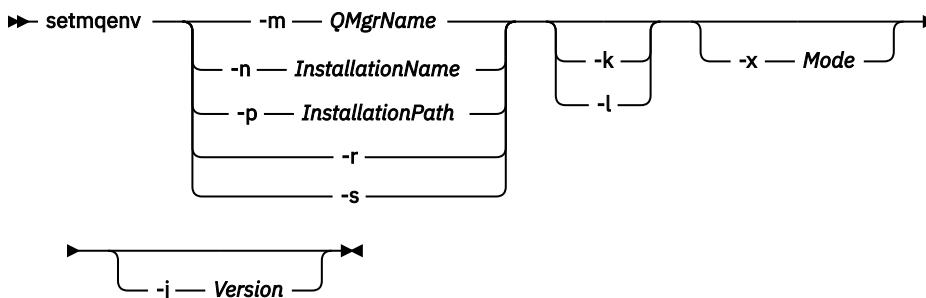 setmqenv -m QMgrName
-n InstallationName
-p InstallationPath
-r
-s
-k
-l
-x Mode
-j Version